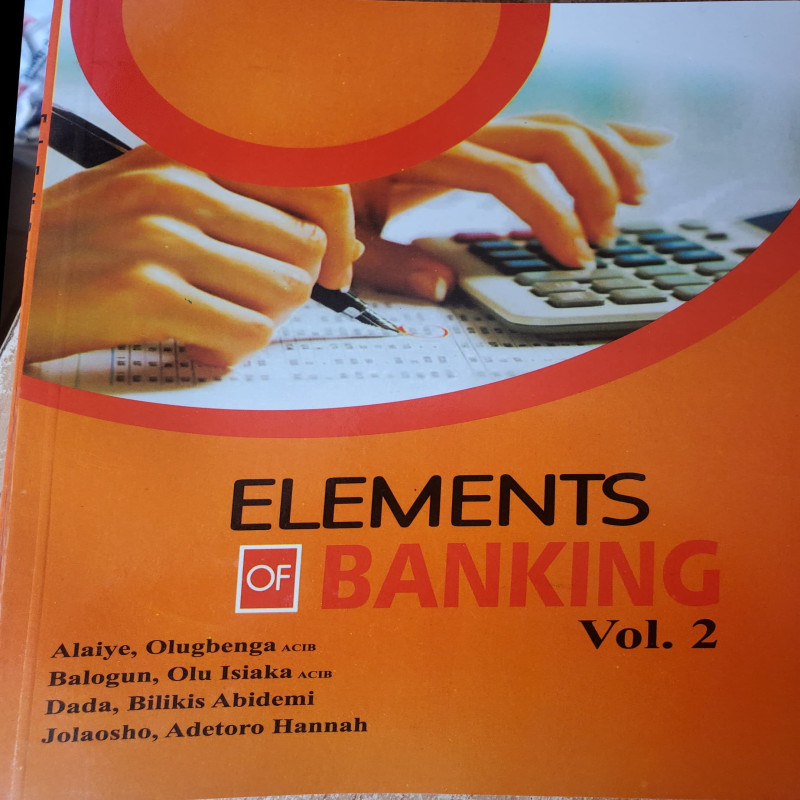 ELEMENTS
OF BANKING
Vol. 2
Alaiye, Olugbenga ACIB
Balogun, Olu Isiaka ACIB
Dada, Bilikis Abidemi
Jolaosho, Adetoro Hannah